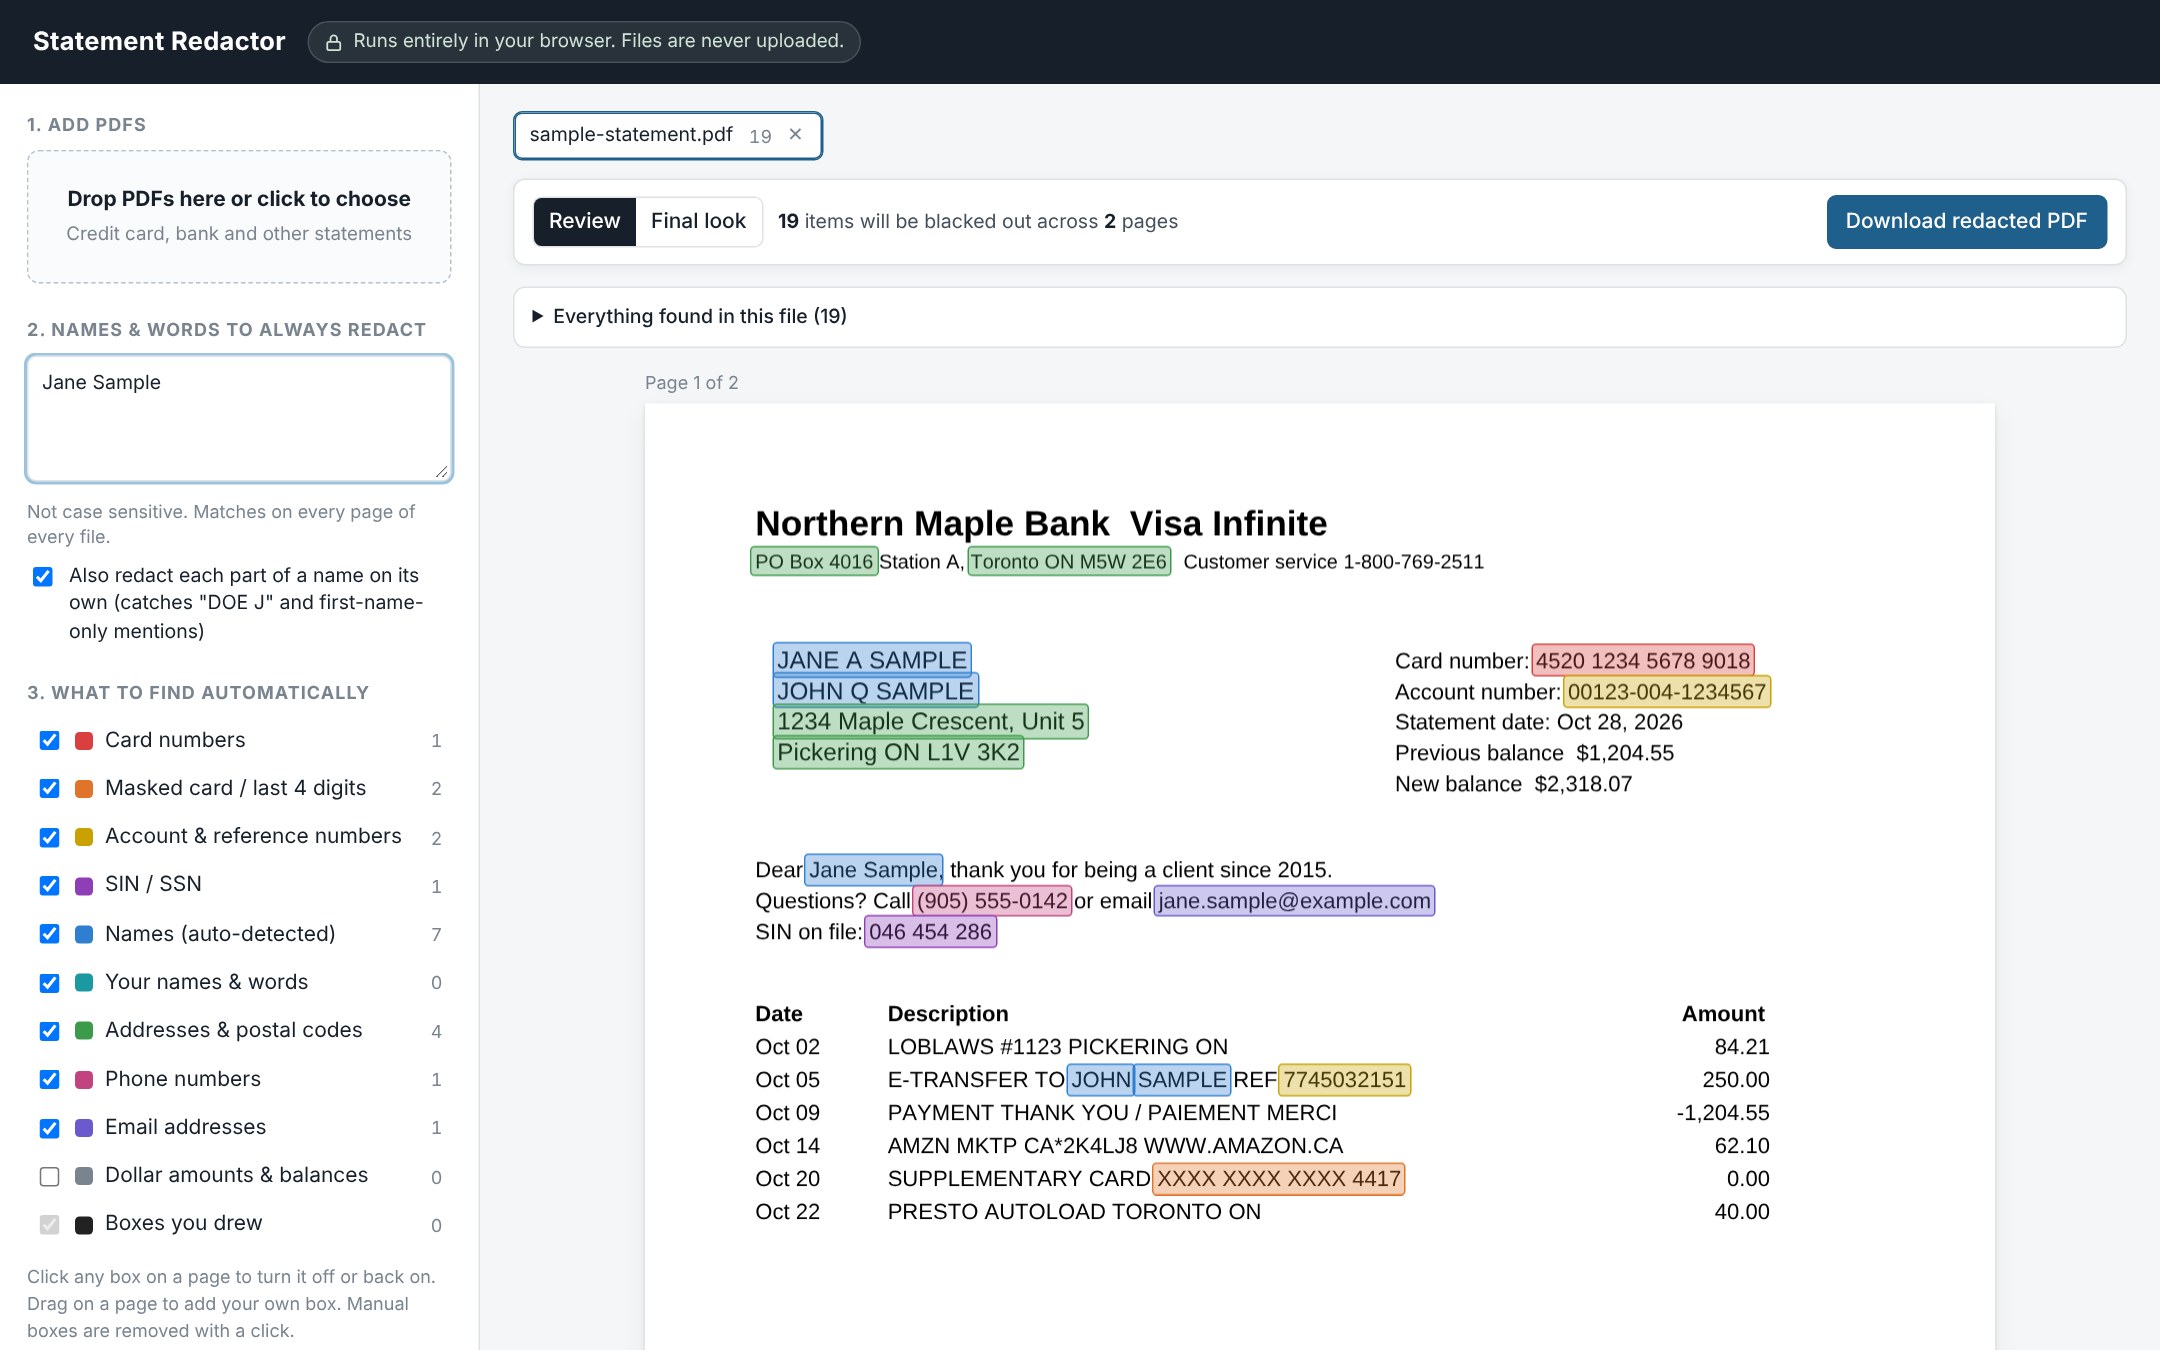 Statement Redactor
Runs entirely in your browser. Files are never uploaded.
1. ADD PDFS
Drop PDFs here or click to choose
Credit card, bank and other statements
2. NAMES & WORDS TO ALWAYS REDACT
Jane Sample
Not case sensitive. Matches on every page of
every file.
Also redact each part of a name on its
own (catches "DOE J" and first-name-
only mentions)
3. WHAT TO FIND AUTOMATICALLY
Card numbers 1
Masked card / last 4 digits 2
Account & reference numbers 2
SIN / SSN 1
Names (auto-detected) 7
Your names & words 0
Addresses & postal codes 4
Phone numbers 1
Email addresses 1
Dollar amounts & balances 0
Boxes you drew 0
Click any box on a page to turn it off or back on.
Drag on a page to add your own box. Manual
boxes are removed with a click.
sample-statement.pdf 19 ×
Review Final look 19 items will be blacked out across 2 pages Download redacted PDF
Everything found in this file (19)
Page 1 of 2
Northern Maple Bank Visa Infinite
PO Box 4016 Station A, Toronto ON M5W 2E6 Customer service 1-800-769-2511
JANE A SAMPLE
JOHN Q SAMPLE
1234 Maple Crescent, Unit 5
Pickering ON L1V 3K2
Card number: 4520 1234 5678 9018
Account number: 00123-004-1234567
Statement date: Oct 28, 2026
Previous balance $1,204.55
New balance $2,318.07
Dear Jane Sample, thank you for being a client since 2015.
Questions? Call (905) 555-0142 or email jane.sample@example.com
SIN on file: 046 454 286
Date Description Amount
Oct 02 LOBLAWS #1123 PICKERING ON 84.21
Oct 05 E-TRANSFER TO JOHN SAMPLE REF 7745032151 250.00
Oct 09 PAYMENT THANK YOU / PAIEMENT MERCI -1,204.55
Oct 14 AMZN MKTP CA*2K4LJ8 WWW.AMAZON.CA 62.10
Oct 20 SUPPLEMENTARY CARD XXXX XXXX XXXX 4417 0.00
Oct 22 PRESTO AUTOLOAD TORONTO ON 40.00